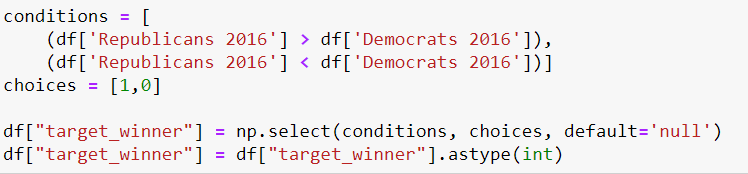 conditions = [
    (df['Republicans 2016'] > df['Democrats 2016']),
    (df['Republicans 2016'] < df['Democrats 2016'])]
choices = [1,0]

df["target_winner"] = np.select(conditions, choices, default='null')
df["target_winner"] = df["target_winner"].astype(int)